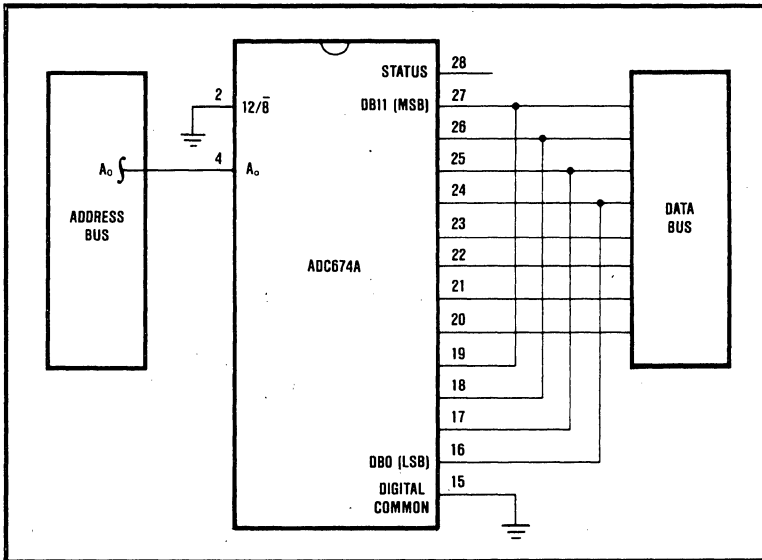 28
STATUS
2
12/8̅
27
DB11 (MSB)
26
4
25
A₀
A₀
24
ADDRESS
BUS
23
DATA
BUS
22
ADC674A
21
20
19
18
17
16
DB0 (LSB)
15
DIGITAL
COMMON